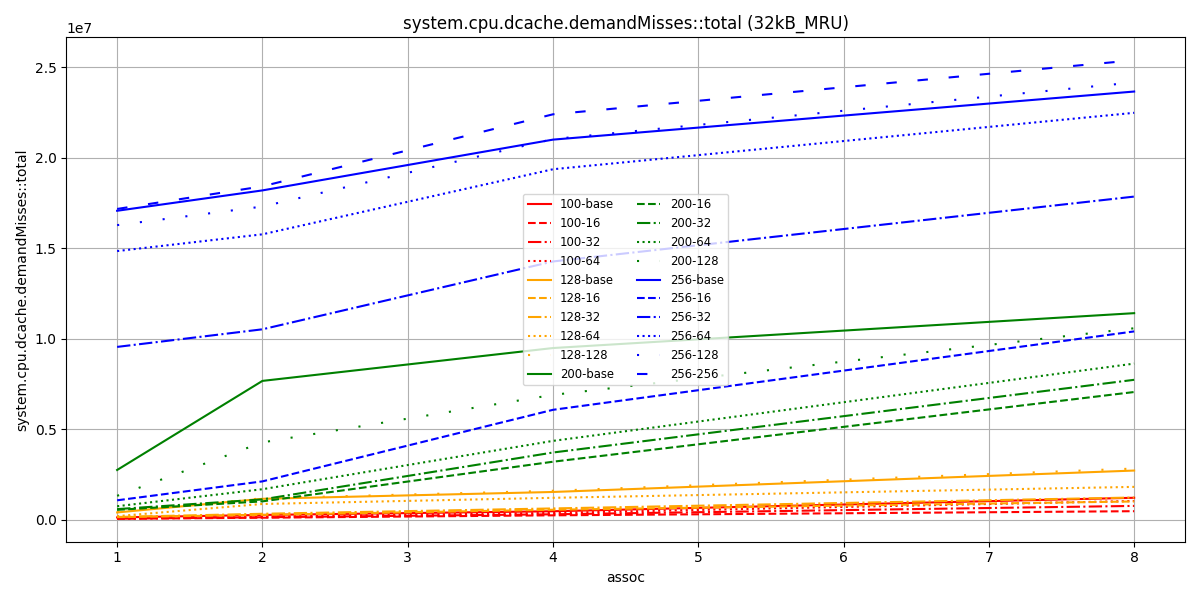 system.cpu.dcache.demandMisses::total (32kB_MRU)
1e7
2.5
2.0
1.5
1.0
0.5
0.0
system.cpu.dcache.demandMisses::total
100-base
100-16
100-32
100-64
128-base
128-16
128-32
128-64
128-128
200-base
200-16
200-32
200-64
200-128
256-base
256-16
256-32
256-64
256-128
256-256
1 2 3 4 5 6 7 8
assoc